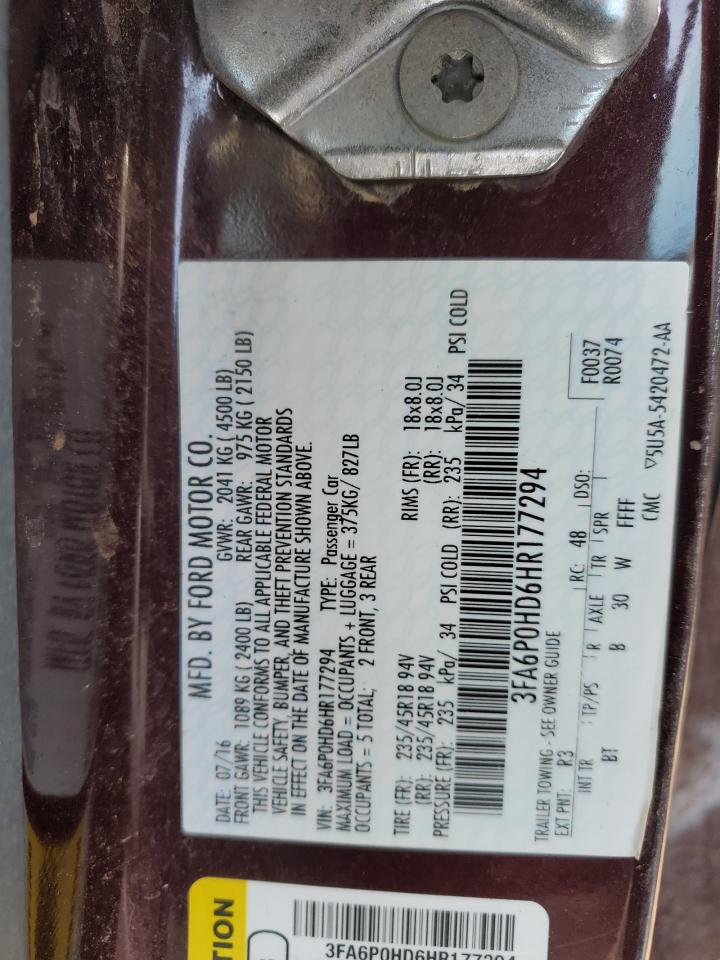 MFD. BY FORD MOTOR CO.
DATE: 07/16 GVWR: 2041 KG ( 4500 LB)
FRONT GAWR: 1089 KG ( 2400 LB) REAR GAWR: 975 KG ( 2150 LB)
THIS VEHICLE CONFORMS TO ALL APPLICABLE FEDERAL MOTOR
VEHICLE SAFETY, BUMPER, AND THEFT PREVENTION STANDARDS
IN EFFECT ON THE DATE OF MANUFACTURE SHOWN ABOVE.
VIN: 3FA6P0HD6HR177294 TYPE: Passenger Car
MAXIMUM LOAD = OCCUPANTS + LUGGAGE = 375KG/ 827LB
OCCUPANTS = 5 TOTAL; 2 FRONT, 3 REAR
TIRE (FR): 235/45R18 94V RIMS (FR): 18x8.0J
(RR): 235/45R18 94V (RR): 18x8.0J
PRESSURE (FR): 235 kPa/ 34 PSI COLD (RR): 235 kPa/ 34 PSI COLD
3FA6P0HD6HR177294
TRAILER TOWING - SEE OWNER GUIDE
EXT PNT: R3 RC: 48 DSO: F0037
R0074
INT TR TP/PS R AXLE TR SPR
BT B 30 W FFFF
CMC ▽5U5A-5420472-AA
TION
3FA6P0HD6HR177294